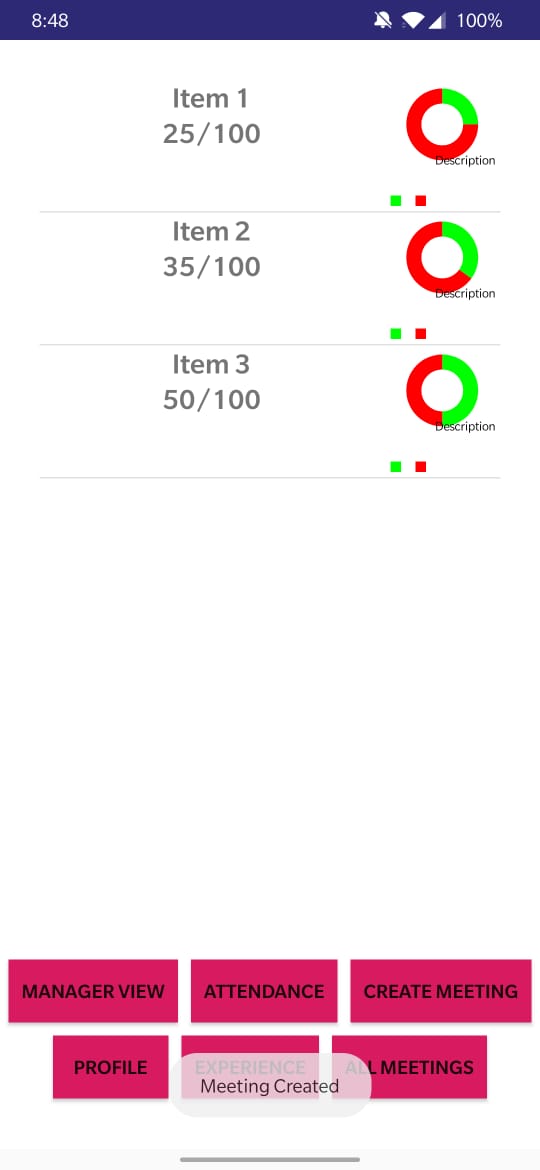 8:48 100%
Item 1
25/100
Description
Item 2
35/100
Description
Item 3
50/100
Description
MANAGER VIEW ATTENDANCE CREATE MEETING
PROFILE EXPERIENCE ALL MEETINGS
Meeting Created